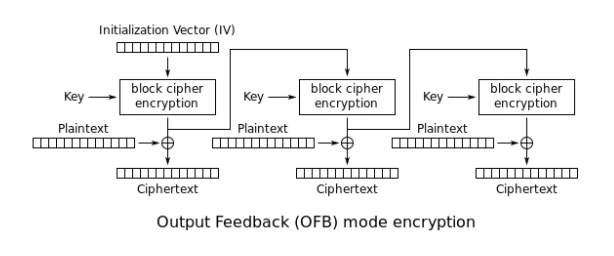 Initialization Vector (IV)
Key
block cipher
encryption
Plaintext
Ciphertext
Key
block cipher
encryption
Plaintext
Ciphertext
Key
block cipher
encryption
Plaintext
Ciphertext
Output Feedback (OFB) mode encryption